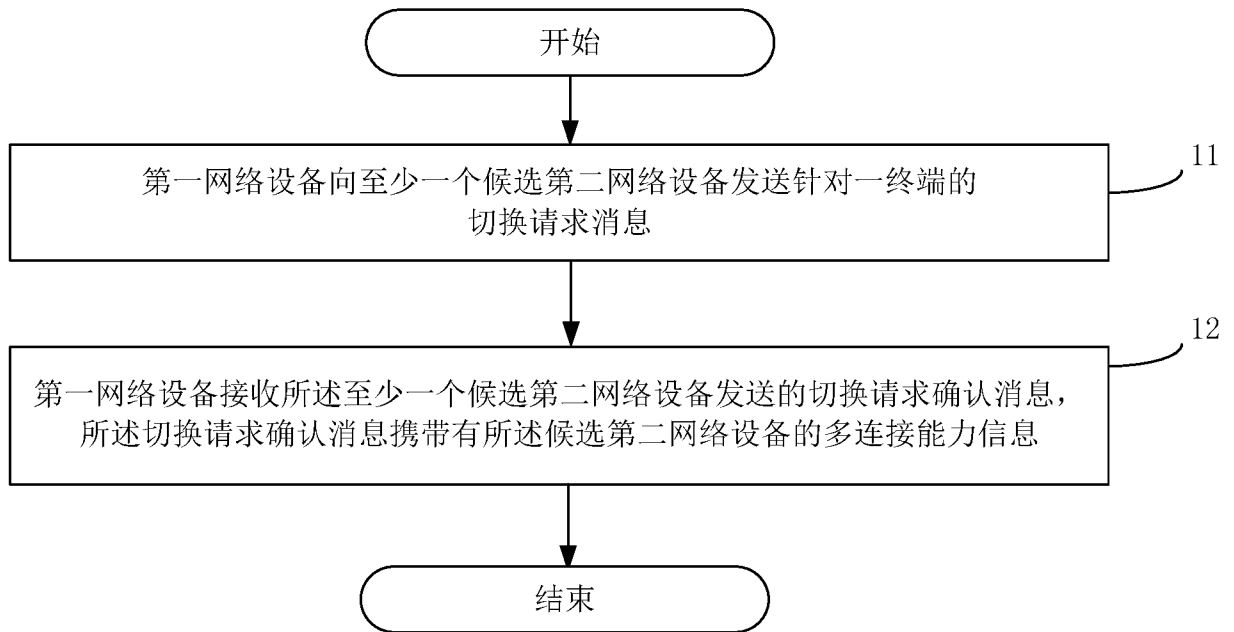 开始
第一网络设备向至少一个候选第二网络设备发送针对一终端的
切换请求消息
11
第一网络设备接收所述至少一个候选第二网络设备发送的切换请求确认消息，
所述切换请求确认消息携带有所述候选第二网络设备的多连接能力信息
12
结束